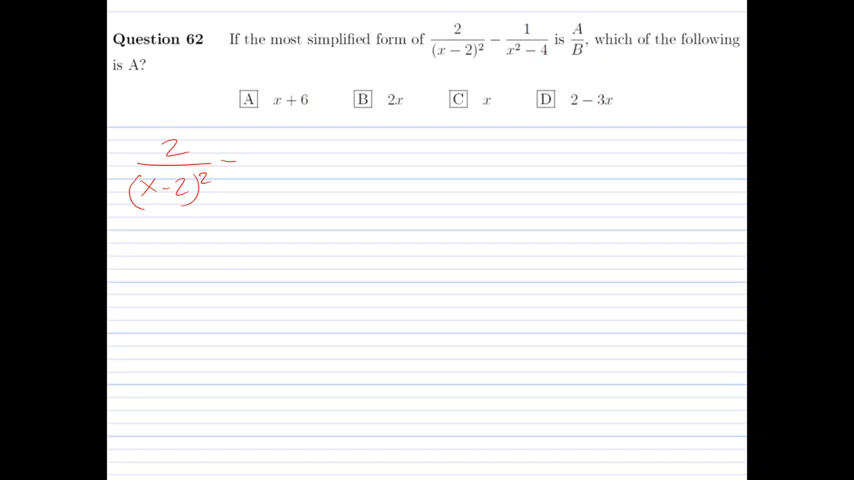 Question 62 If the most simplified form of 2/(x − 2)² − 1/(x² − 4) is A/B, which of the following
is A?
A x + 6 B 2x C x D 2 − 3x
2/(x-2)² -